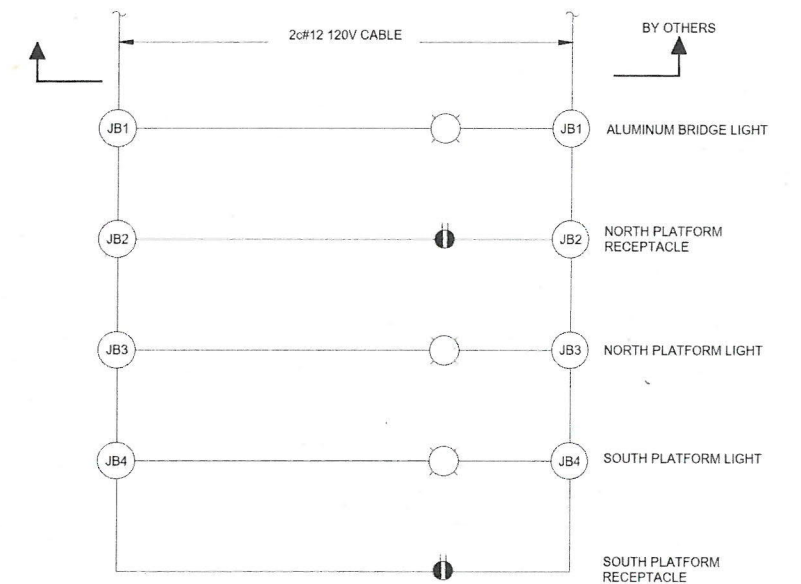 2c#12 120V CABLE
BY OTHERS
JB1
JB1
ALUMINUM BRIDGE LIGHT
JB2
JB2
NORTH PLATFORM
RECEPTACLE
JB3
JB3
NORTH PLATFORM LIGHT
JB4
JB4
SOUTH PLATFORM LIGHT
SOUTH PLATFORM
RECEPTACLE